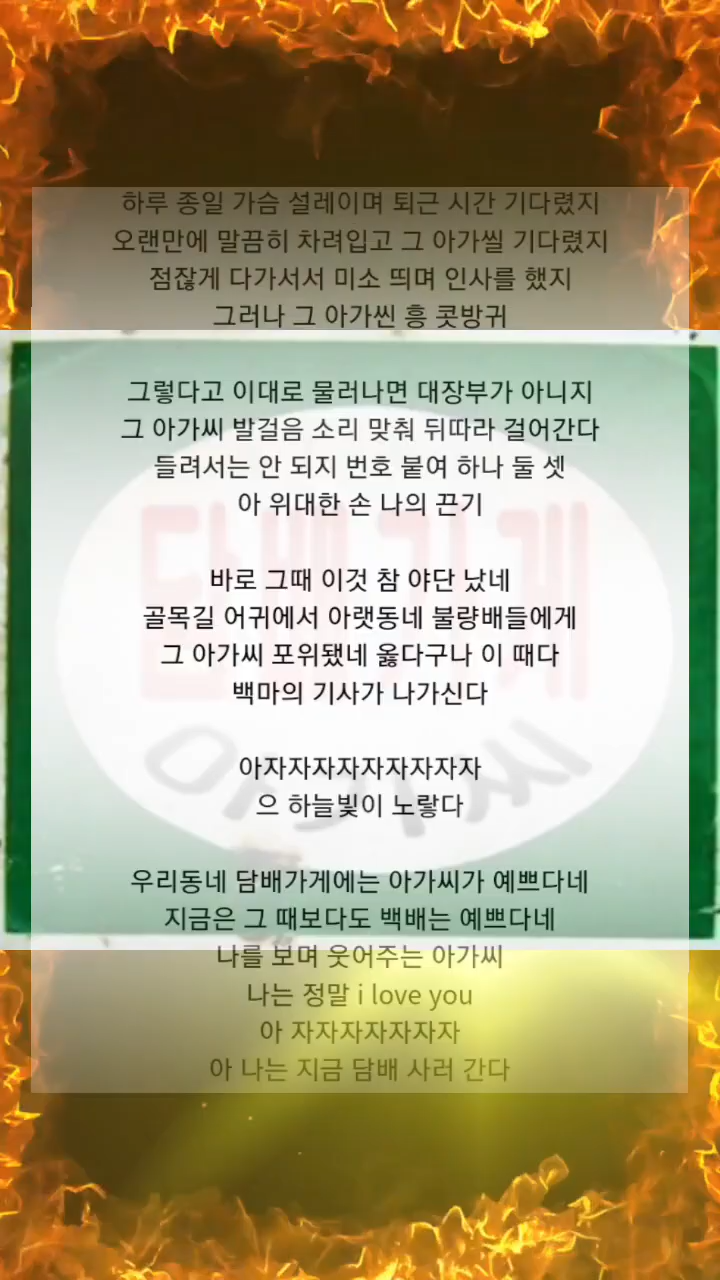 하루 종일 가슴 설레이며 퇴근 시간 기다렸지
오랜만에 말끔히 차려입고 그 아가씰 기다렸지
점잖게 다가서서 미소 띄며 인사를 했지
그러나 그 아가씬 흥 콧방귀
그렇다고 이대로 물러나면 대장부가 아니지
그 아가씨 발걸음 소리 맞춰 뒤따라 걸어간다
들려서는 안 되지 번호 붙여 하나 둘 셋
아 위대한 손 나의 끈기
바로 그때 이것 참 야단 났네
골목길 어귀에서 아랫동네 불량배들에게
그 아가씨 포위됐네 옳다구나 이 때다
백마의 기사가 나가신다
아자자자자자자자자자
으 하늘빛이 노랗다
우리동네 담배가게에는 아가씨가 예쁘다네
지금은 그 때보다도 백배는 예쁘다네
나를 보며 웃어주는 아가씨
나는 정말 i love you
아 자자자자자자자
아 나는 지금 담배 사러 간다
담배가게
아가씨